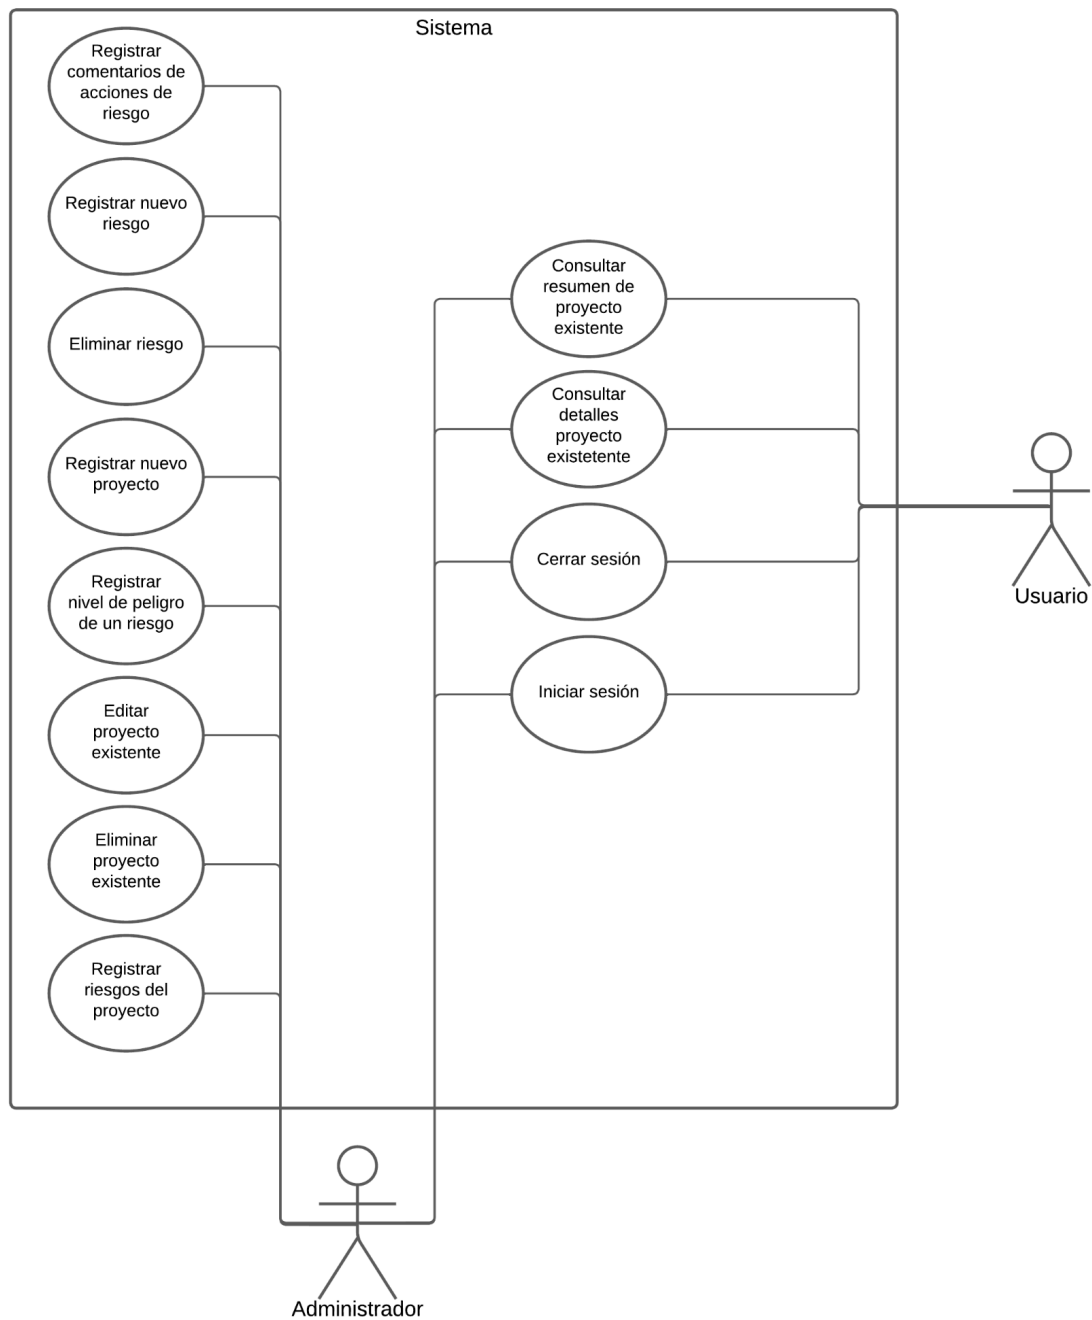 Sistema
Registrar
comentarios de
acciones de
riesgo
Registrar nuevo
riesgo
Eliminar riesgo
Registrar nuevo
proyecto
Registrar
nivel de peligro
de un riesgo
Editar
proyecto
existente
Eliminar
proyecto
existente
Registrar
riesgos del
proyecto
Consultar
resumen de
proyecto
existente
Consultar
detalles
proyecto
existetente
Cerrar sesión
Iniciar sesión
Usuario
Administrador